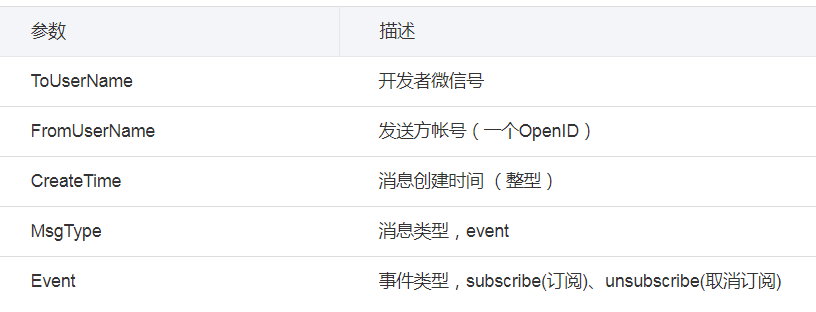 参数 描述
ToUserName 开发者微信号
FromUserName 发送方帐号（一个OpenID）
CreateTime 消息创建时间 （整型）
MsgType 消息类型，event
Event 事件类型，subscribe(订阅)、unsubscribe(取消订阅)